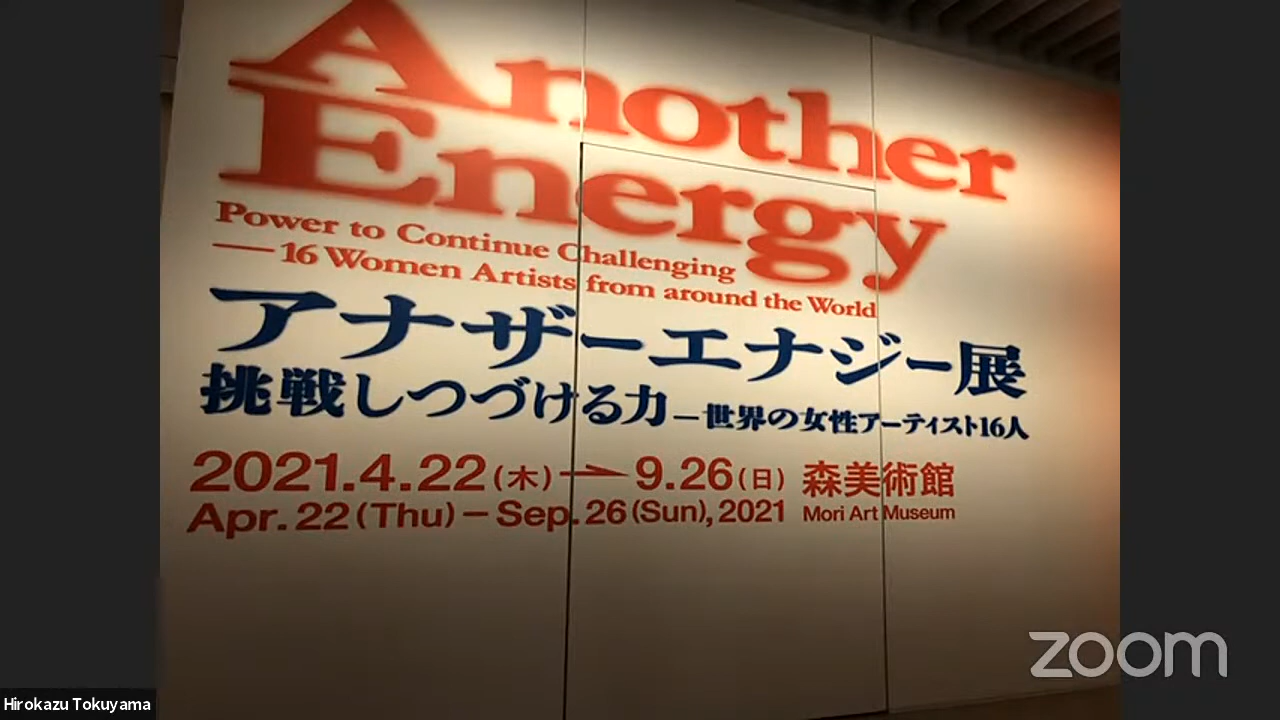 Another
Energy
Power to Continue Challenging
— 16 Women Artists from around the World
アナザーエナジー展
挑戦しつづける力—世界の女性アーティスト16人
2021.4.22(木)→9.26(日) 森美術館
Apr. 22 (Thu) – Sep. 26 (Sun), 2021 Mori Art Museum
zoom
Hirokazu Tokuyama